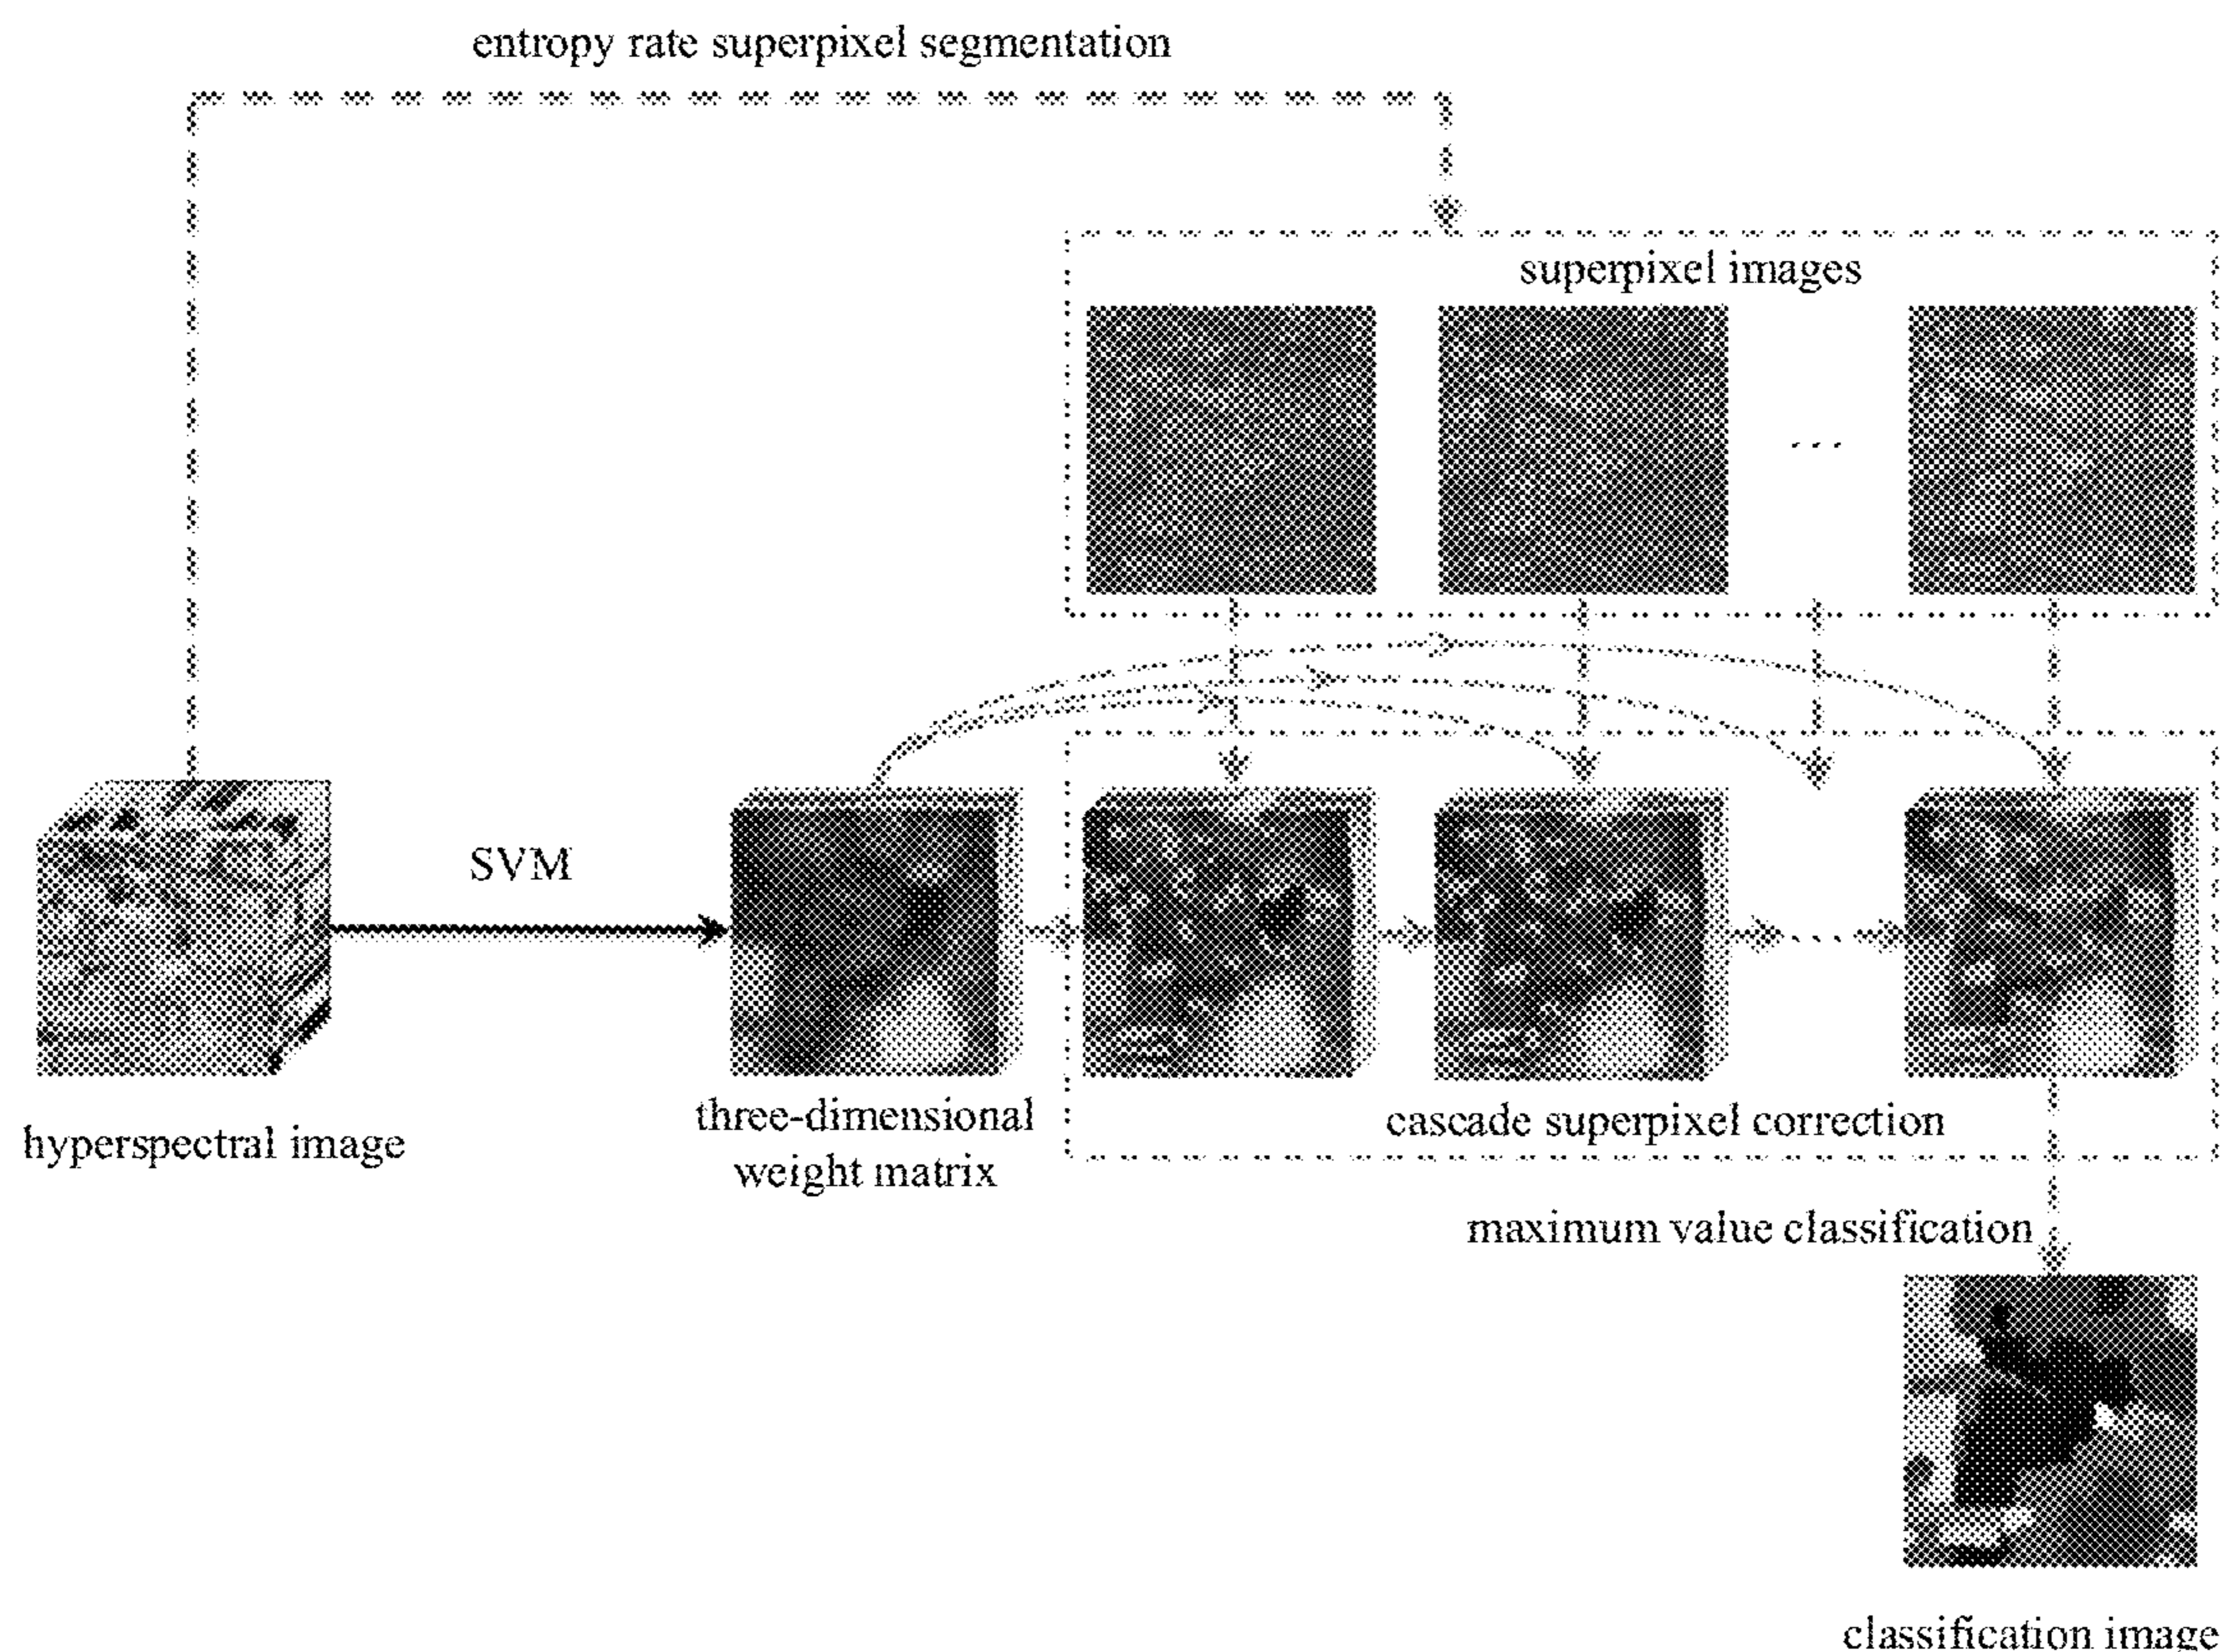 entropy rate superpixel segmentation
superpixel images
...
SVM
...
hyperspectral image
three-dimensional
weight matrix
cascade superpixel correction
maximum value classification
classification image